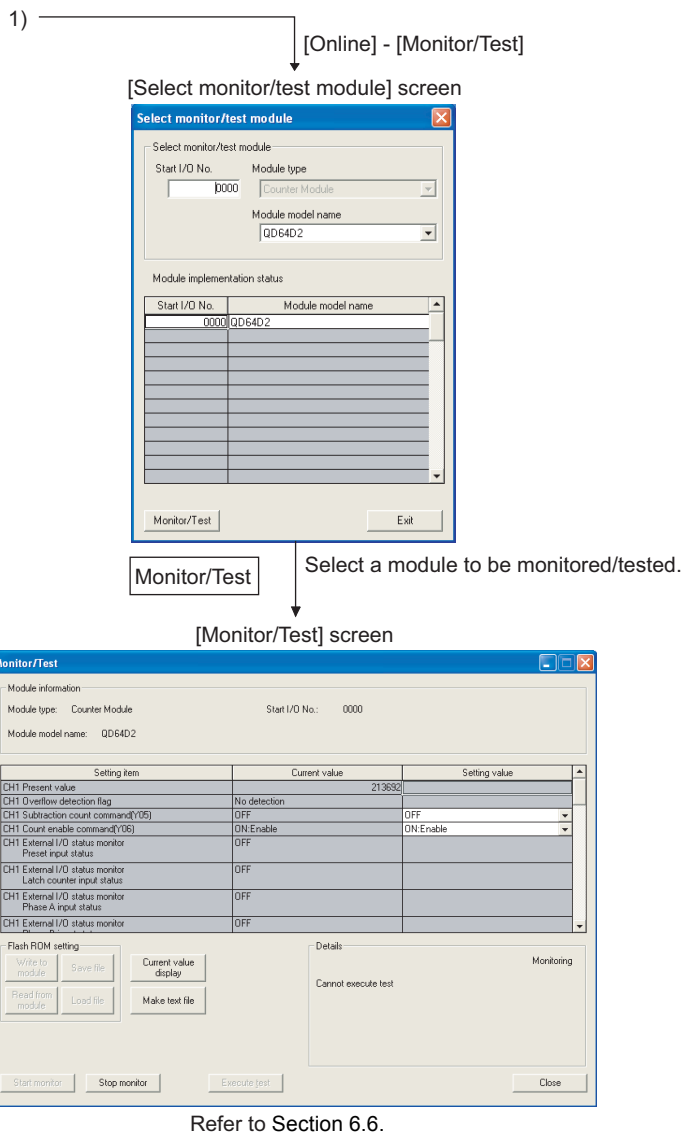 1)
[Online] - [Monitor/Test]
[Select monitor/test module] screen
Select monitor/test module
Select monitor/test module
Start I/O No. Module type
0000 Counter Module
Module model name
QD64D2
Module implementation status
Start I/O No. Module model name
0000 QD64D2
Monitor/Test Exit
Monitor/Test
Select a module to be monitored/tested.
[Monitor/Test] screen
Monitor/Test
Module information
Module type: Counter Module Start I/O No.: 0000
Module model name: QD64D2
Setting item Current value Setting value
CH1 Present value 213692
CH1 Overflow detection flag No detection
CH1 Subtraction count command(Y05) OFF OFF
CH1 Count enable command(Y06) ON:Enable ON:Enable
CH1 External I/O status monitor OFF
Preset input status
CH1 External I/O status monitor OFF
Latch counter input status
CH1 External I/O status monitor OFF
Phase A input status
CH1 External I/O status monitor OFF
Flash ROM setting Details
Write to module Save file Current value display Monitoring
Cannot execute test
Read from module Load file Make text file
Start monitor Stop monitor Execute test Close
Refer to Section 6.6.